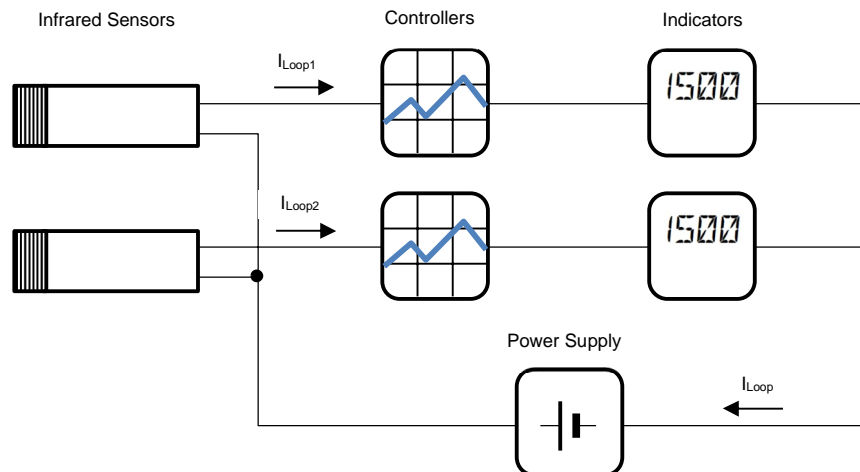 Infrared Sensors
Controllers
Indicators
ILoop1
1500
ILoop2
1500
Power Supply
ILoop